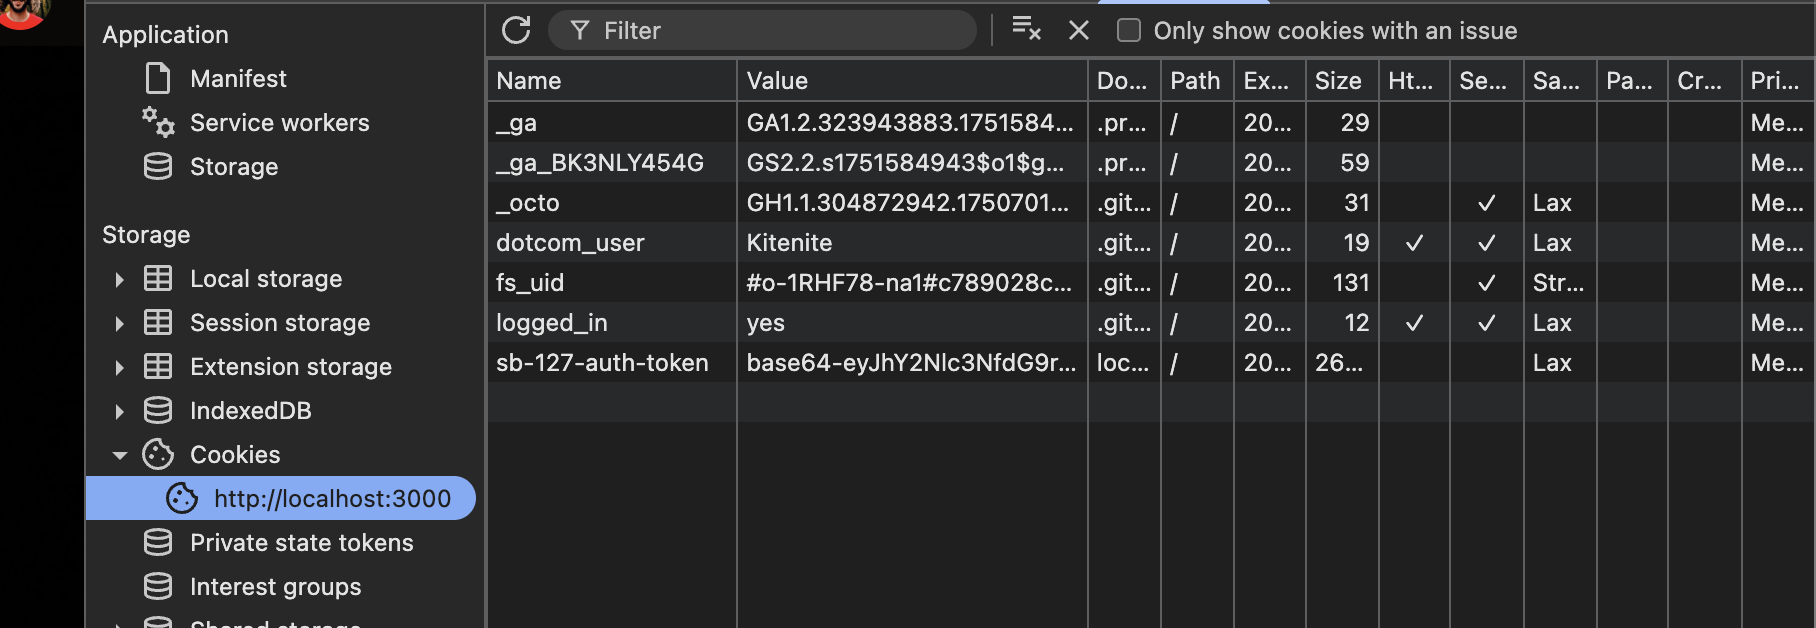 Application
Manifest
Service workers
Storage
Storage
Local storage
Session storage
Extension storage
IndexedDB
Cookies
http://localhost:3000
Private state tokens
Interest groups
Shared storage
Filter
Only show cookies with an issue
Name Value Do... Path Ex... Size Ht... Se... Sa... Pa... Cr... Pri...
_ga GA1.2.323943883.1751584... .pr... / 20... 29 Me...
_ga_BK3NLY454G GS2.2.s1751584943$o1$g... .pr... / 20... 59 Me...
_octo GH1.1.304872942.1750701... .git... / 20... 31 ✓ Lax Me...
dotcom_user Kitenite .git... / 20... 19 ✓ ✓ Lax Me...
fs_uid #o-1RHF78-na1#c789028c... .git... / 20... 131 ✓ Str... Me...
logged_in yes .git... / 20... 12 ✓ ✓ Lax Me...
sb-127-auth-token base64-eyJhY2Nlc3NfdG9r... loc... / 20... 26... Lax Me...